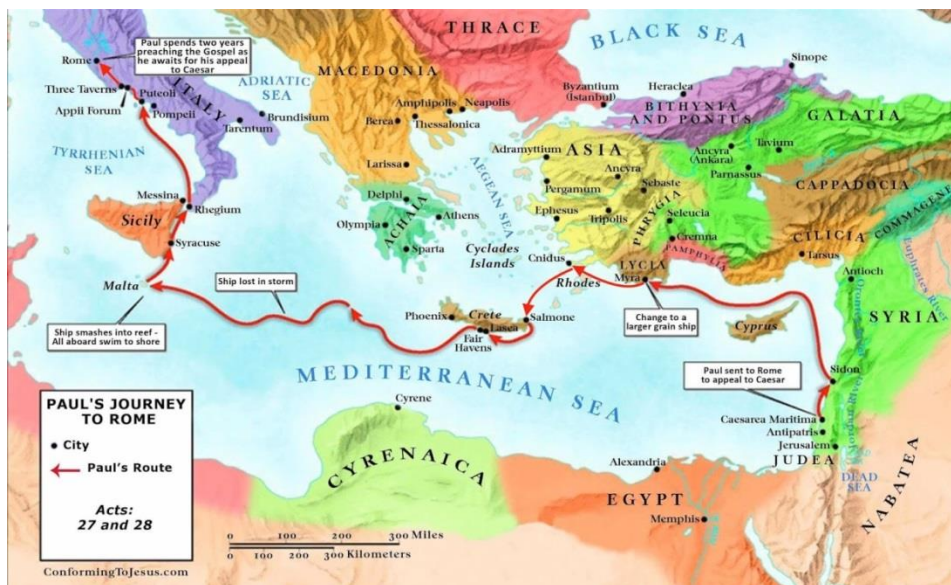 THRACE
BLACK SEA
Paul spends two years
preaching the Gospel as
he awaits for his appeal
to Caesar
Rome
Three Taverns
Appii Forum
Puteoli
Pompeii
ITALY
ADRIATIC
SEA
Brundisium
Tarentum
TYRRHENIAN
SEA
Messina
Rhegium
Sicily
Syracuse
Malta
Ship lost in storm
Ship smashes into reef -
All aboard swim to shore
MACEDONIA
Amphipolis
Neapolis
Berea
Thessalonica
Larissa
Delphi
ACHAIA
Athens
Olympia
Sparta
AEGEAN SEA
Cyclades
Islands
Byzantium
(Istanbul)
Heraclea
Sinope
BITHYNIA
AND PONTUS
GALATIA
Adramyttium
ASIA
Ancyra
(Ankara)
Tavium
Parnassus
Ancyra
Pergamum
Sebaste
CAPPADOCIA
Ephesus
Tripolis
PHRYGIA
Seleucia
Cremna
PAMPHYLIA
COMMAGENE
CILICIA
Tarsus
Cnidus
LYCIA
Myra
Rhodes
Euphrates River
Antioch
Orontes River
SYRIA
Change to a
larger grain ship
Cyprus
Phoenix
Crete
Salmone
Lasea
Fair
Havens
MEDITERRANEAN SEA
Sidon
Paul sent to Rome
to appeal to Caesar
Caesarea Maritima
Antipatris
Jerusalem
Jordan River
JUDEA
DEAD
SEA
NABATEA
Cyrene
CYRENAICA
Alexandria
EGYPT
Memphis
PAUL'S JOURNEY
TO ROME
City
Paul's Route
Acts:
27 and 28
0 100 200 300 Miles
0 100 200 300 Kilometers
ConformingToJesus.com